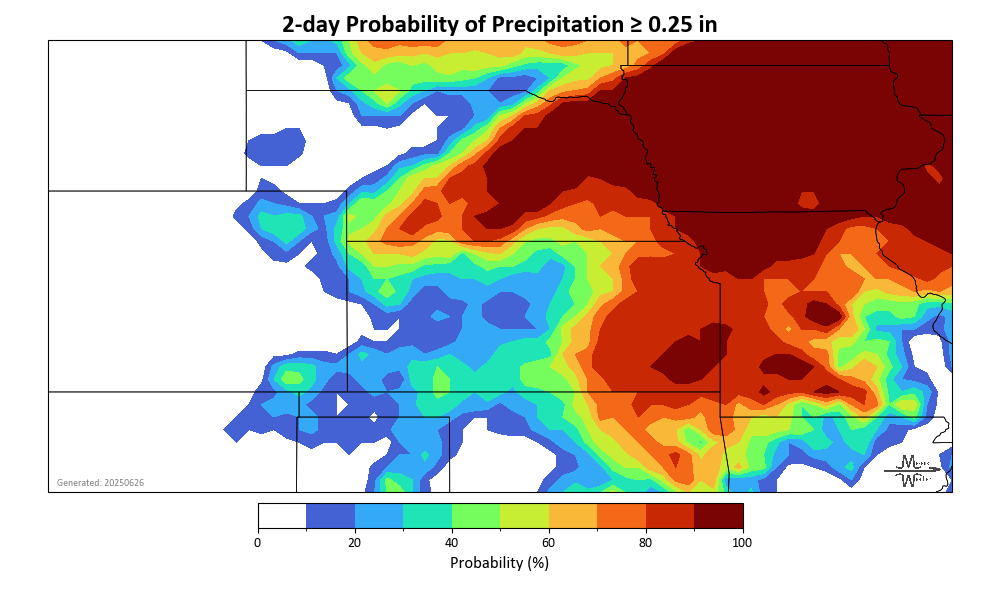 2-day Probability of Precipitation ≥ 0.25 in
Generated: 20250626
0 20 40 60 80 100
Probability (%)